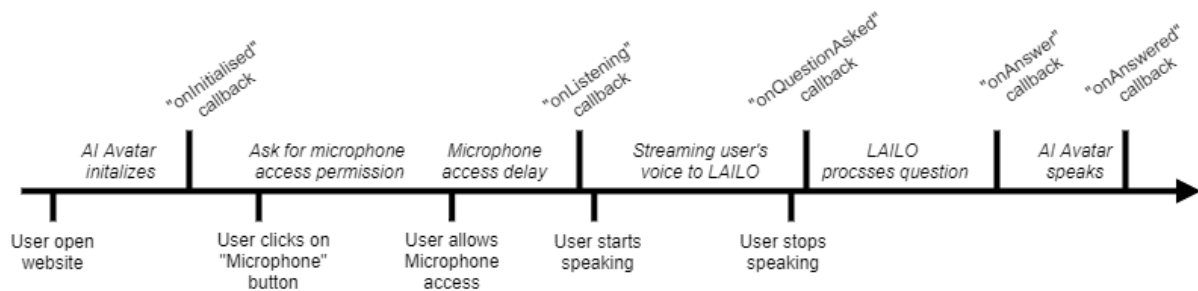 "onInitialised"
callback
"onListening"
callback
"onQuestionAsked"
callback
"onAnswer"
callback
"onAnswered"
callback
AI Avatar
initalizes
Ask for microphone
access permission
Microphone
access delay
Streaming user's
voice to LAILO
LAILO
procsses question
AI Avatar
speaks
User open
website
User clicks on
"Microphone"
button
User allows
Microphone
access
User starts
speaking
User stops
speaking